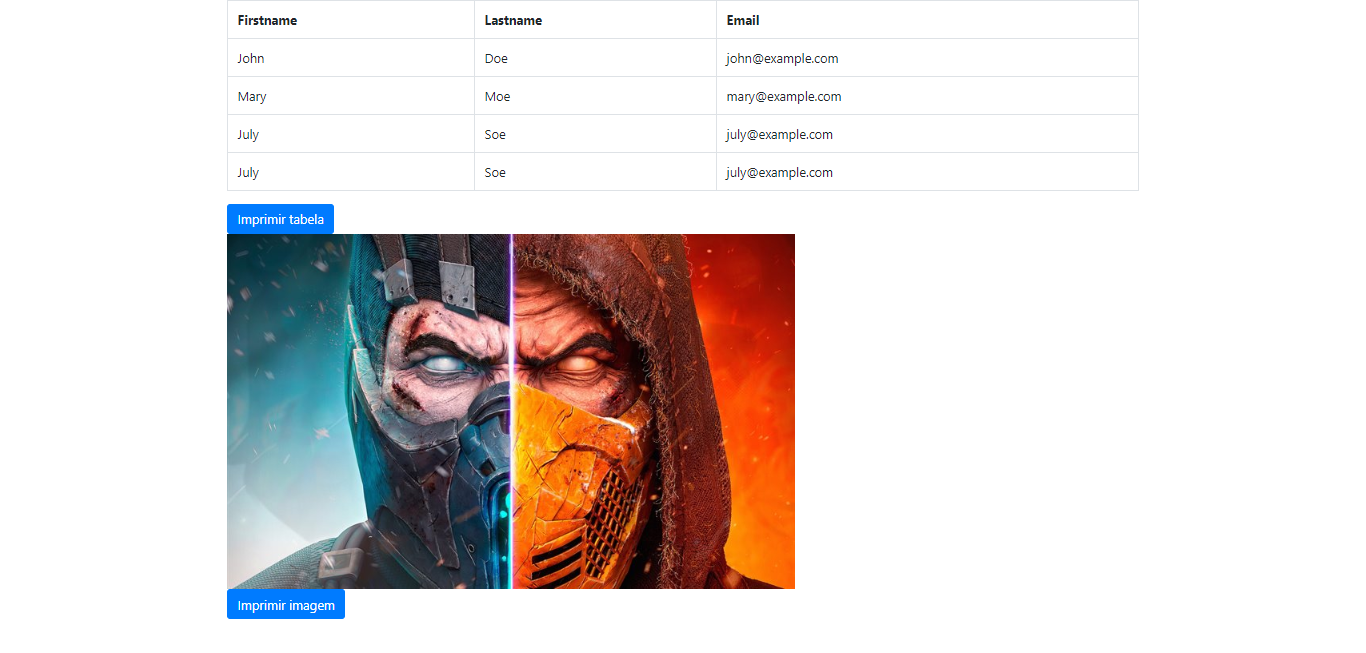 Firstname Lastname Email
John Doe john@example.com
Mary Moe mary@example.com
July Soe july@example.com
July Soe july@example.com
Imprimir tabela
Imprimir imagem